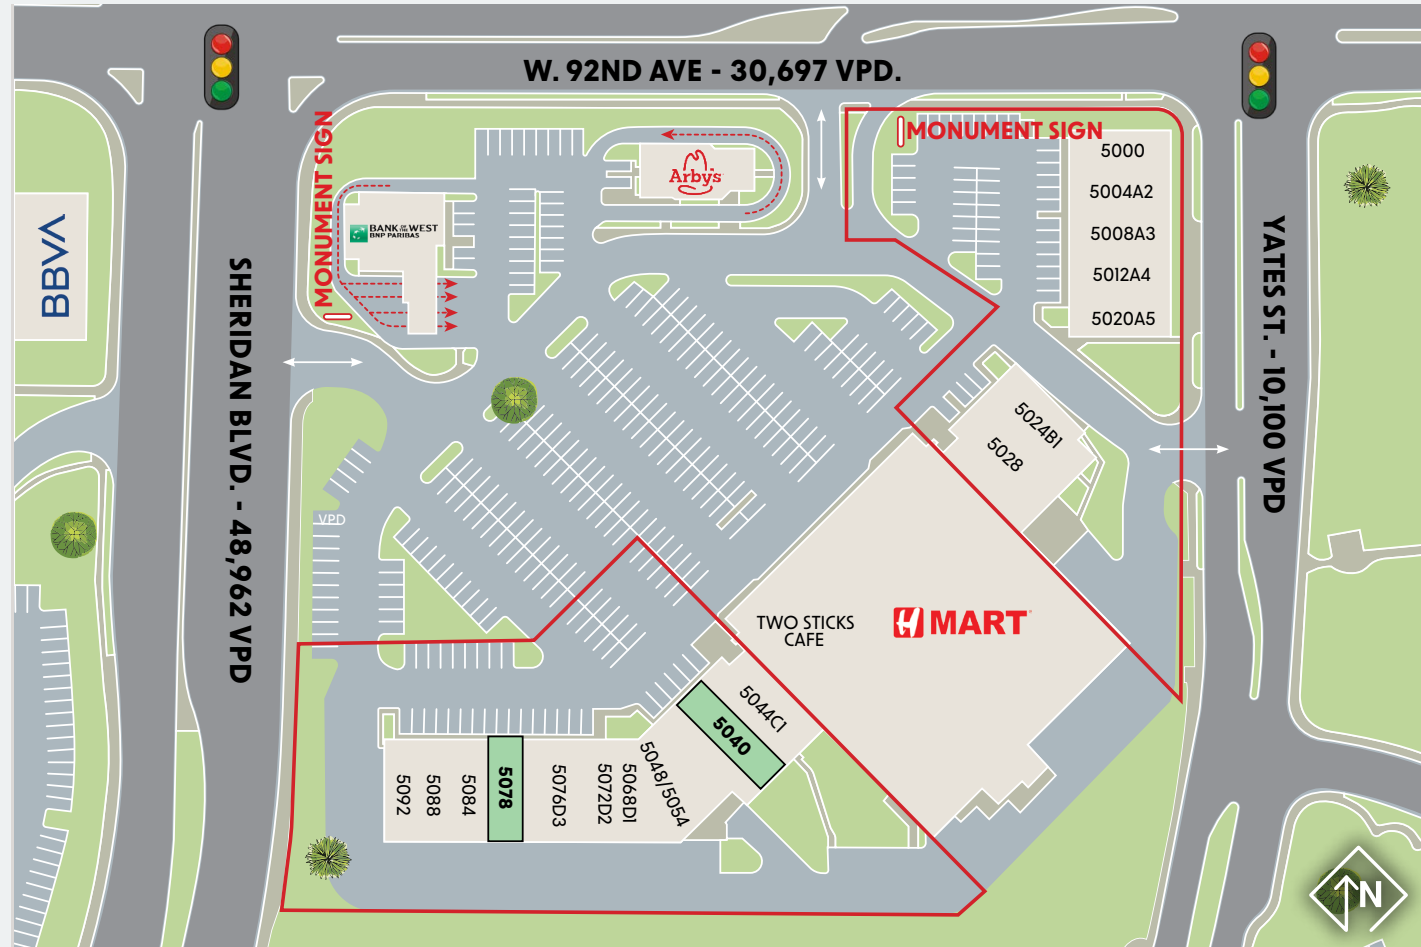 W. 92ND AVE - 30,697 VPD.
MONUMENT SIGN
MONUMENT SIGN
5000
5004A2
5008A3
5012A4
5020A5
Arby's
BANK OF THE WEST
BNP PARIBAS
BBVA
SHERIDAN BLVD. - 48,962 VPD
YATES ST. - 10,100 VPD
5024B1
5028
VPD
TWO STICKS
CAFE
H MART
5044C1
5040
5048/5054
5068D1
5072D2
5076D3
5078
5084
5088
5092
N